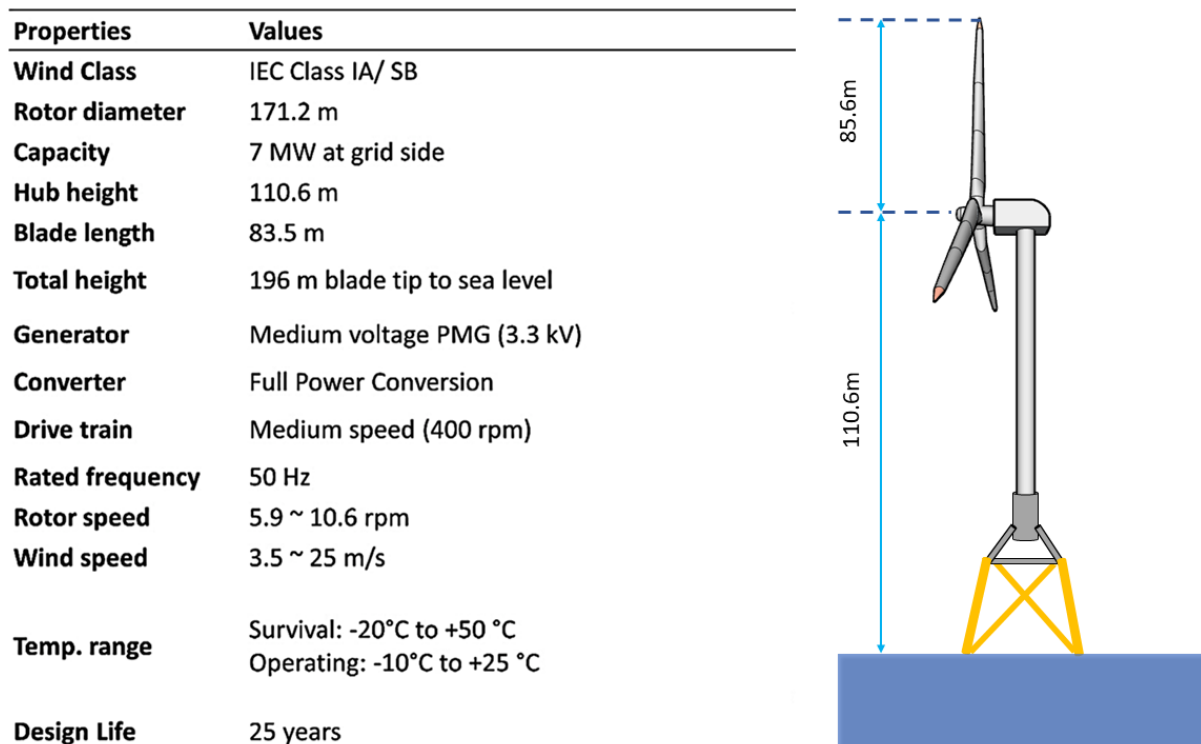 Properties Values
Wind Class IEC Class IA/ SB
Rotor diameter 171.2 m
Capacity 7 MW at grid side
Hub height 110.6 m
Blade length 83.5 m
Total height 196 m blade tip to sea level
Generator Medium voltage PMG (3.3 kV)
Converter Full Power Conversion
Drive train Medium speed (400 rpm)
Rated frequency 50 Hz
Rotor speed 5.9 ~ 10.6 rpm
Wind speed 3.5 ~ 25 m/s
Temp. range Survival: -20°C to +50 °C
Operating: -10°C to +25 °C
Design Life 25 years
85.6m
110.6m